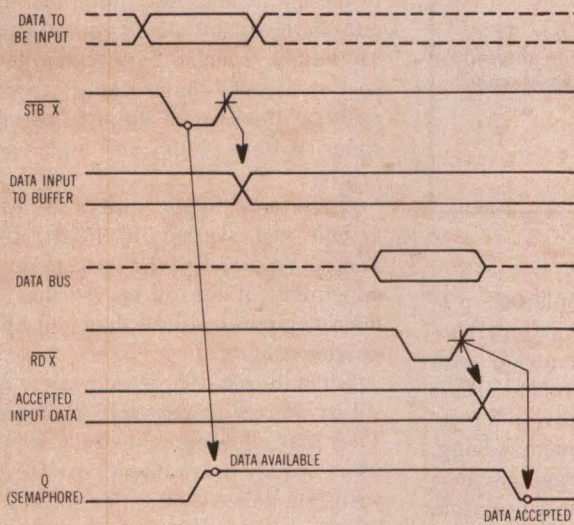 DATA TO
BE INPUT
STB X
DATA INPUT
TO BUFFER
DATA BUS
RD X
ACCEPTED
INPUT DATA
Q
(SEMAPHORE)
DATA AVAILABLE
DATA ACCEPTED